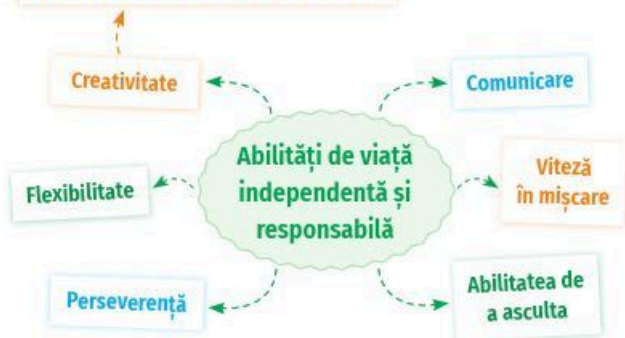 Creativitate
Comunicare
Abilități de viață
independentă și
responsabilă
Flexibilitate
Viteză
în mișcare
Perseverență
Abilitatea de
a asculta